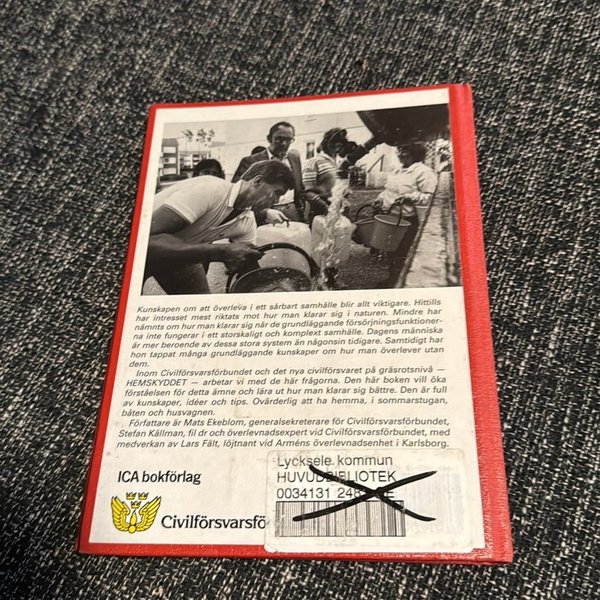 Kunskapen om att överleva i ett sårbart samhälle blir allt viktigare. Hittills
har intresset mest riktats mot hur man klarar sig i naturen. Mindre har
nämnts om hur man klarar sig när de grundläggande försörjningsfunktioner-
na inte fungerar i ett storskaligt och komplext samhälle. Dagens människa
är mer beroende av dessa stora system än någonsin tidigare. Samtidigt har
hon tappat många grundläggande kunskaper om hur man överlever utan
dem.
Inom Civilförsvarsförbundet och det nya civilförsvaret på gräsrotsnivå —
HEMSKYDDET — arbetar vi med de här frågorna. Den här boken vill öka
förståelsen för detta ämne och lära ut hur man klarar sig bättre. Den är full
av kunskaper, idéer och tips. Ovärderlig att ha hemma, i sommarstugan,
båten och husvagnen.
Författare är Mats Ekeblom, generalsekreterare för Civilförsvarsförbundet,
Stefan Källman, fil dr och överlevnadsexpert vid Civilförsvarsförbundet, med
medverkan av Lars Fält, löjtnant vid Arméns överlevnadsenhet i Karlsborg.
ICA bokförlag
Civilförsvarsfö
Lycksele kommun
HUVUDBIBLIOTEK
0034131